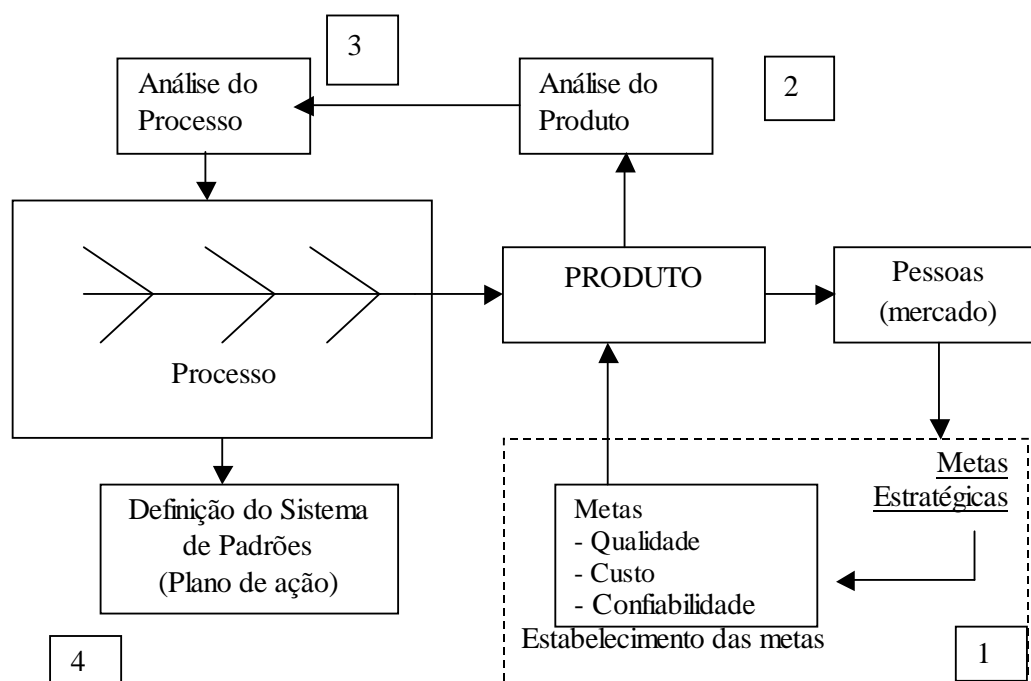 3
Análise do
Processo
Análise do
Produto
2
PRODUTO
Pessoas
(mercado)
Processo
Metas
Estratégicas
Definição do Sistema
de Padrões
(Plano de ação)
Metas
- Qualidade
- Custo
- Confiabilidade
Estabelecimento das metas
4
1